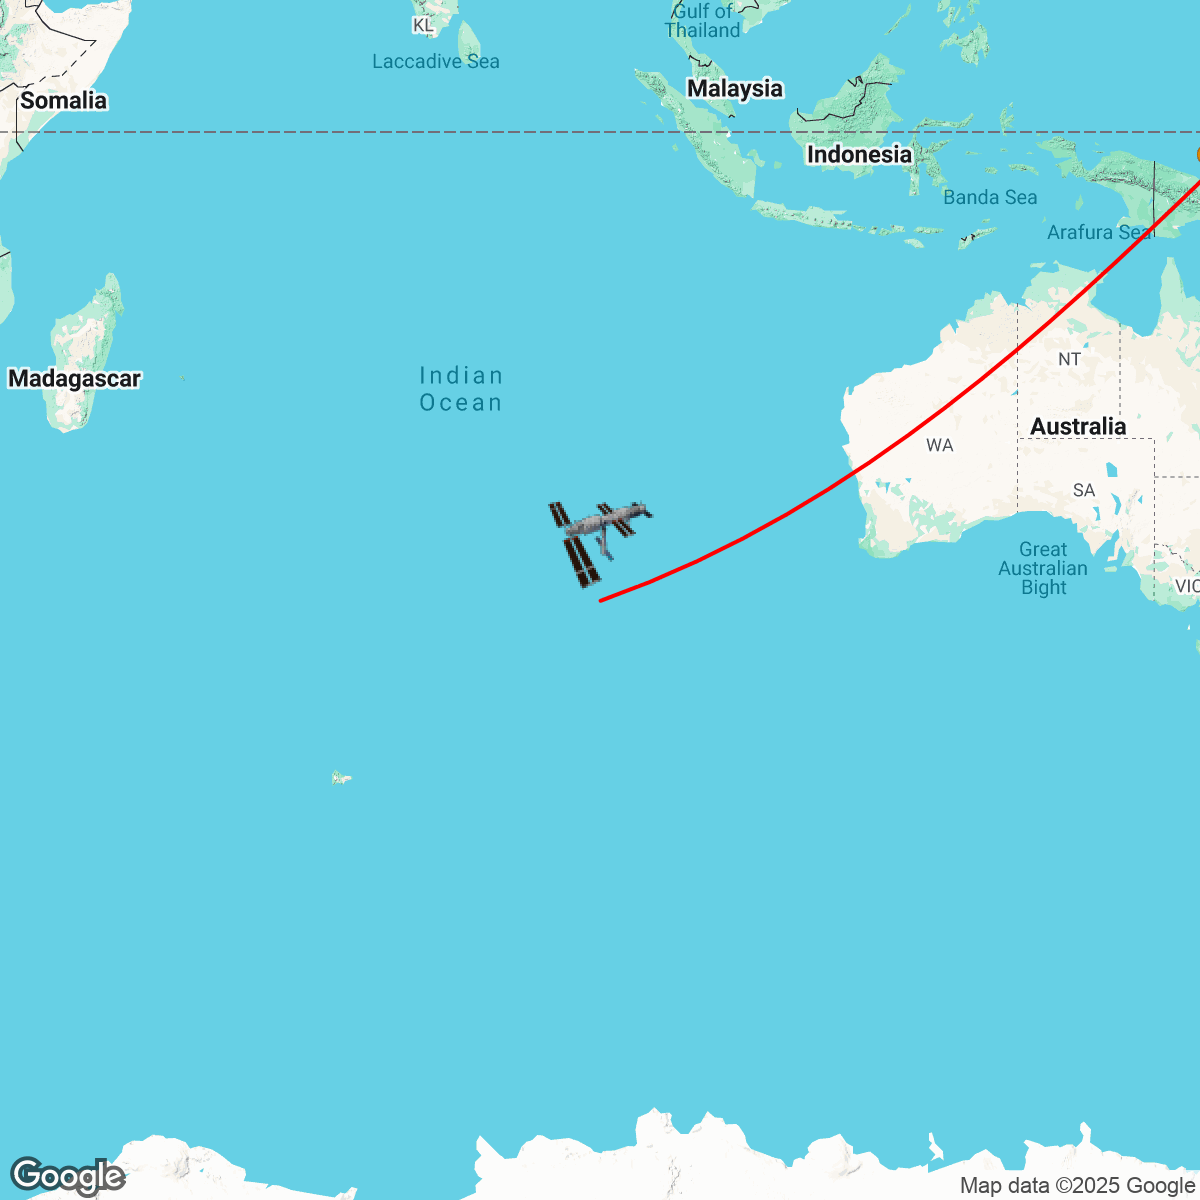 Gulf of
Thailand
KL
Laccadive Sea
Malaysia
Somalia
Indonesia
Banda Sea
Arafura Sea
NT
Indian
Ocean
Madagascar
Australia
WA
SA
Great
Australian
Bight
VIC
Google
Map data ©2025 Google